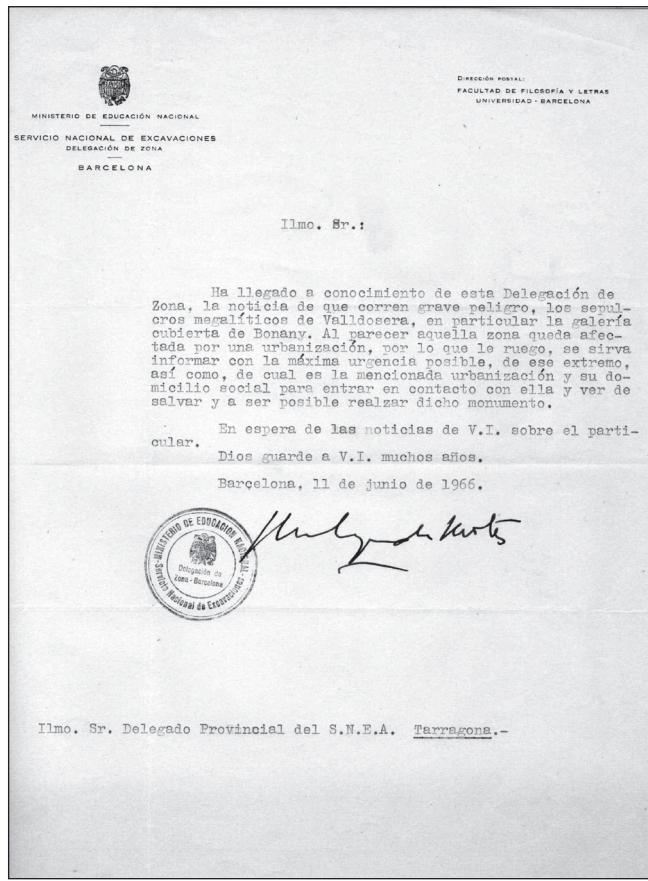 DIRECCIÓN POSTAL:
FACULTAD DE FILOSOFÍA Y LETRAS
UNIVERSIDAD - BARCELONA
MINISTERIO DE EDUCACIÓN NACIONAL
SERVICIO NACIONAL DE EXCAVACIONES
DELEGACIÓN DE ZONA
BARCELONA
Ilmo. Sr.:
Ha llegado a conocimiento de esta Delegación de
Zona, la noticia de que corren grave peligro, los sepul-
cros megalíticos de Valldosera, en particular la galería
cubierta de Bonany. Al parecer aquella zona queda afec-
tada por una urbanización, por lo que le ruego, se sirva
informar con la máxima urgencia posible, de ese extremo,
así como, de cual es la mencionada urbanización y su do-
micilio social para entrar en contacto con ella y ver de
salvar y a ser posible realzar dicho monumento.
En espera de las noticias de V.I. sobre el parti-
cular.
Dios guarde a V.I. muchos años.
Barcelona, 11 de junio de 1966.
MINISTERIO DE EDUCACION NACIONAL
Servicio Nacional de Excavaciones
Delegación de
Zona - Barcelona
Ilmo. Sr. Delegado Provincial del S.N.E.A. Tarragona.-